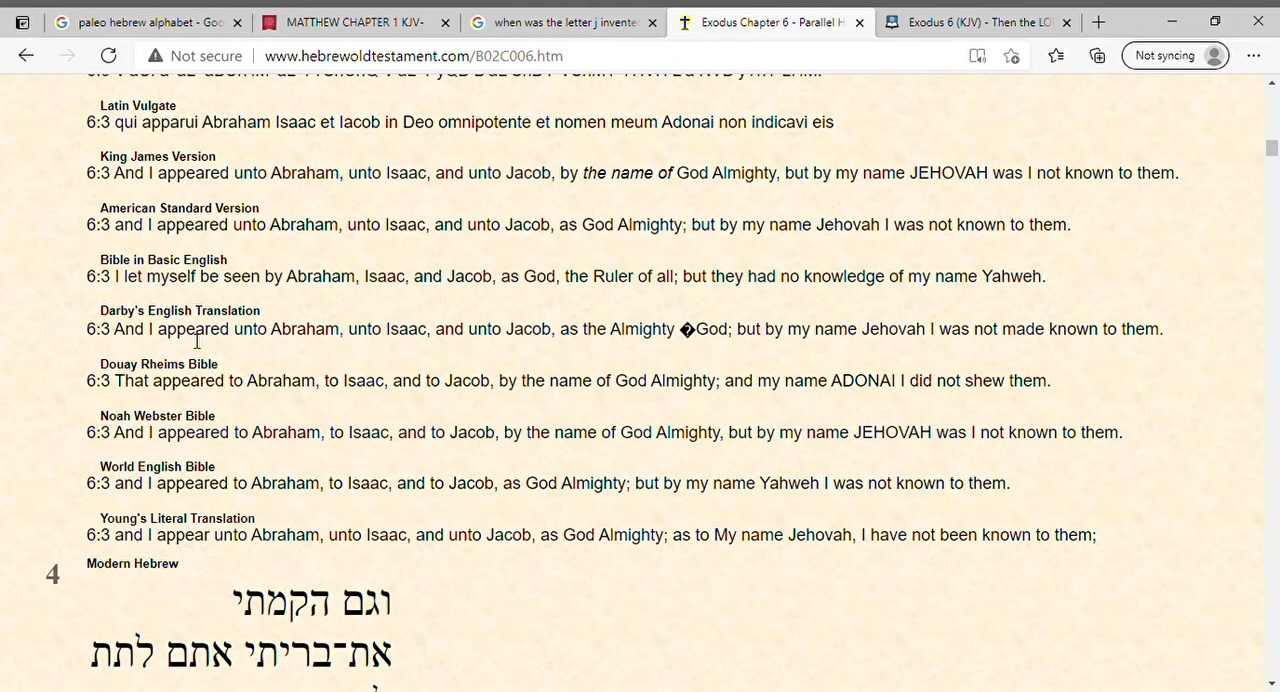 paleo hebrew alphabet - Goo
MATTHEW CHAPTER 1 KJV-
when was the letter j invente
Exodus Chapter 6 - Parallel H
Exodus 6 (KJV) - Then the LO
Not secure
www.hebrewoldtestament.com/B02C006.htm
Not syncing
Latin Vulgate
6:3 qui apparui Abraham Isaac et Iacob in Deo omnipotente et nomen meum Adonai non indicavi eis
King James Version
6:3 And I appeared unto Abraham, unto Isaac, and unto Jacob, by the name of God Almighty, but by my name JEHOVAH was I not known to them.
American Standard Version
6:3 and I appeared unto Abraham, unto Isaac, and unto Jacob, as God Almighty; but by my name Jehovah I was not known to them.
Bible in Basic English
6:3 I let myself be seen by Abraham, Isaac, and Jacob, as God, the Ruler of all; but they had no knowledge of my name Yahweh.
Darby's English Translation
6:3 And I appeared unto Abraham, unto Isaac, and unto Jacob, as the Almighty �God; but by my name Jehovah I was not made known to them.
Douay Rheims Bible
6:3 That appeared to Abraham, to Isaac, and to Jacob, by the name of God Almighty; and my name ADONAI I did not shew them.
Noah Webster Bible
6:3 And I appeared to Abraham, to Isaac, and to Jacob, by the name of God Almighty, but by my name JEHOVAH was I not known to them.
World English Bible
6:3 and I appeared to Abraham, to Isaac, and to Jacob, as God Almighty; but by my name Yahweh I was not known to them.
Young's Literal Translation
6:3 and I appear unto Abraham, unto Isaac, and unto Jacob, as God Almighty; as to My name Jehovah, I have not been known to them;
Modern Hebrew
4
וגם הקמתי
את־בריתי אתם לתת